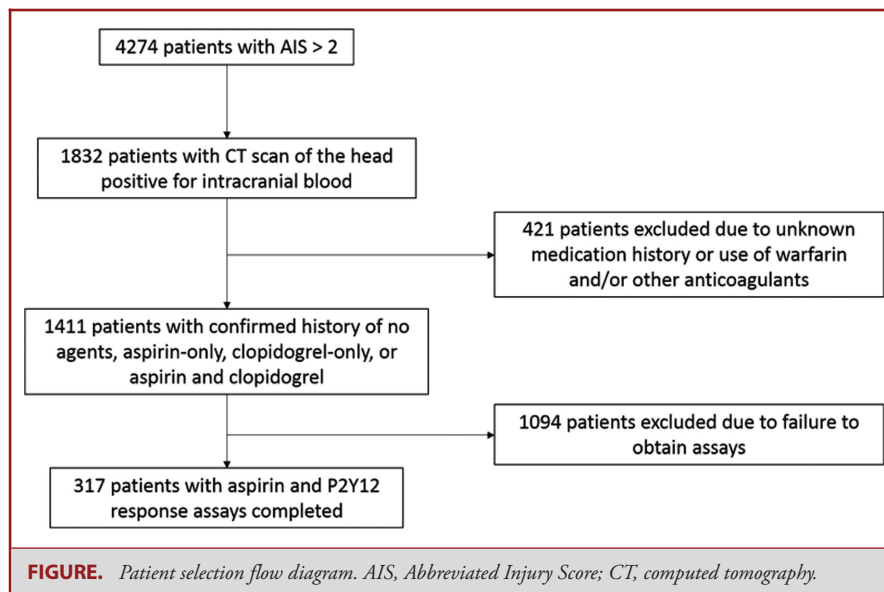 4274 patients with AIS > 2
1832 patients with CT scan of the head
positive for intracranial blood
421 patients excluded due to unknown
medication history or use of warfarin
and/or other anticoagulants
1411 patients with confirmed history of no
agents, aspirin-only, clopidogrel-only, or
aspirin and clopidogrel
1094 patients excluded due to failure to
obtain assays
317 patients with aspirin and P2Y12
response assays completed
FIGURE. Patient selection flow diagram. AIS, Abbreviated Injury Score; CT, computed tomography.